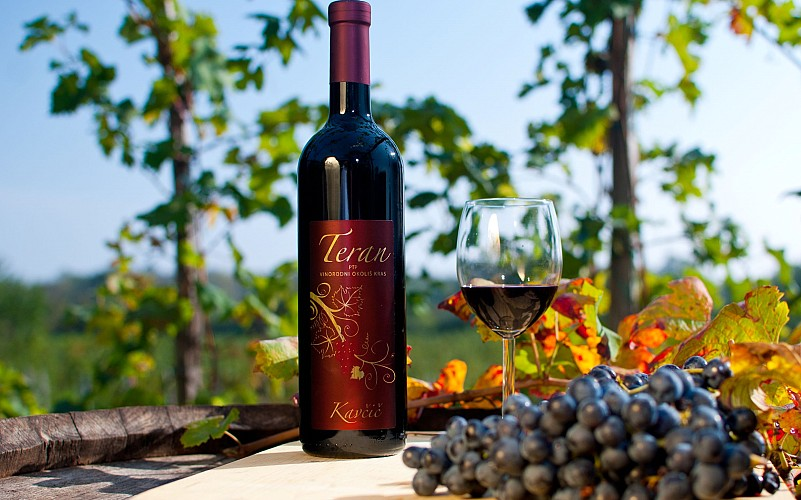 Teran
PTP
VINORODNI OKOLIŠ KRAS
Kavčič